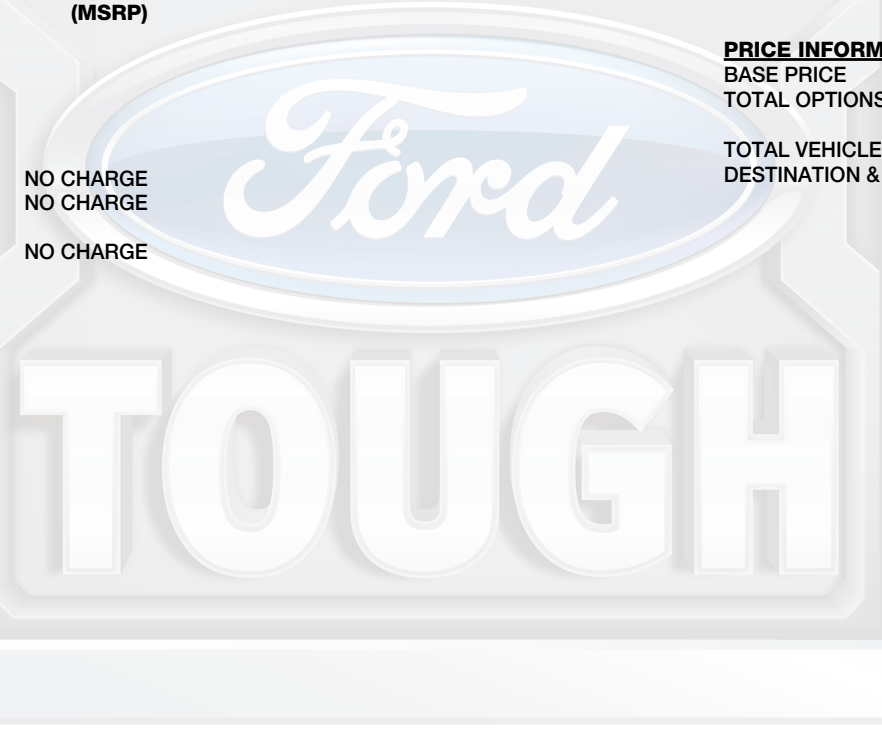 (MSRP)
NO CHARGE
NO CHARGE
NO CHARGE
PRICE INFORM
BASE PRICE
TOTAL OPTIONS
TOTAL VEHICLE
DESTINATION &
Ford
TOUGH